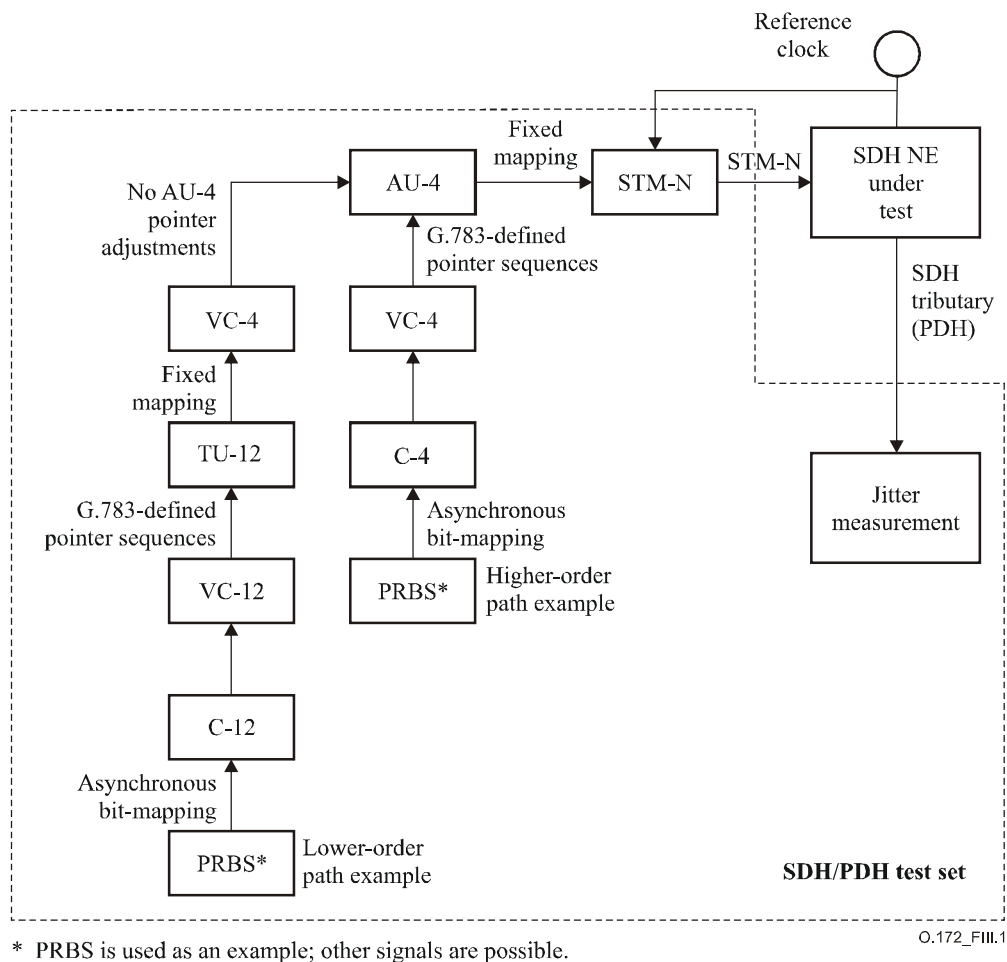 Reference
clock
Fixed
mapping
STM-N
SDH NE
under
test
AU-4
STM-N
No AU-4
pointer
adjustments
G.783-defined
pointer sequences
SDH
tributary
(PDH)
VC-4
VC-4
Fixed
mapping
TU-12
C-4
Jitter
measurement
G.783-defined
pointer sequences
Asynchronous
bit-mapping
VC-12
PRBS*
Higher-order
path example
C-12
Asynchronous
bit-mapping
PRBS*
Lower-order
path example
SDH/PDH test set
O.172_FIII.1
* PRBS is used as an example; other signals are possible.